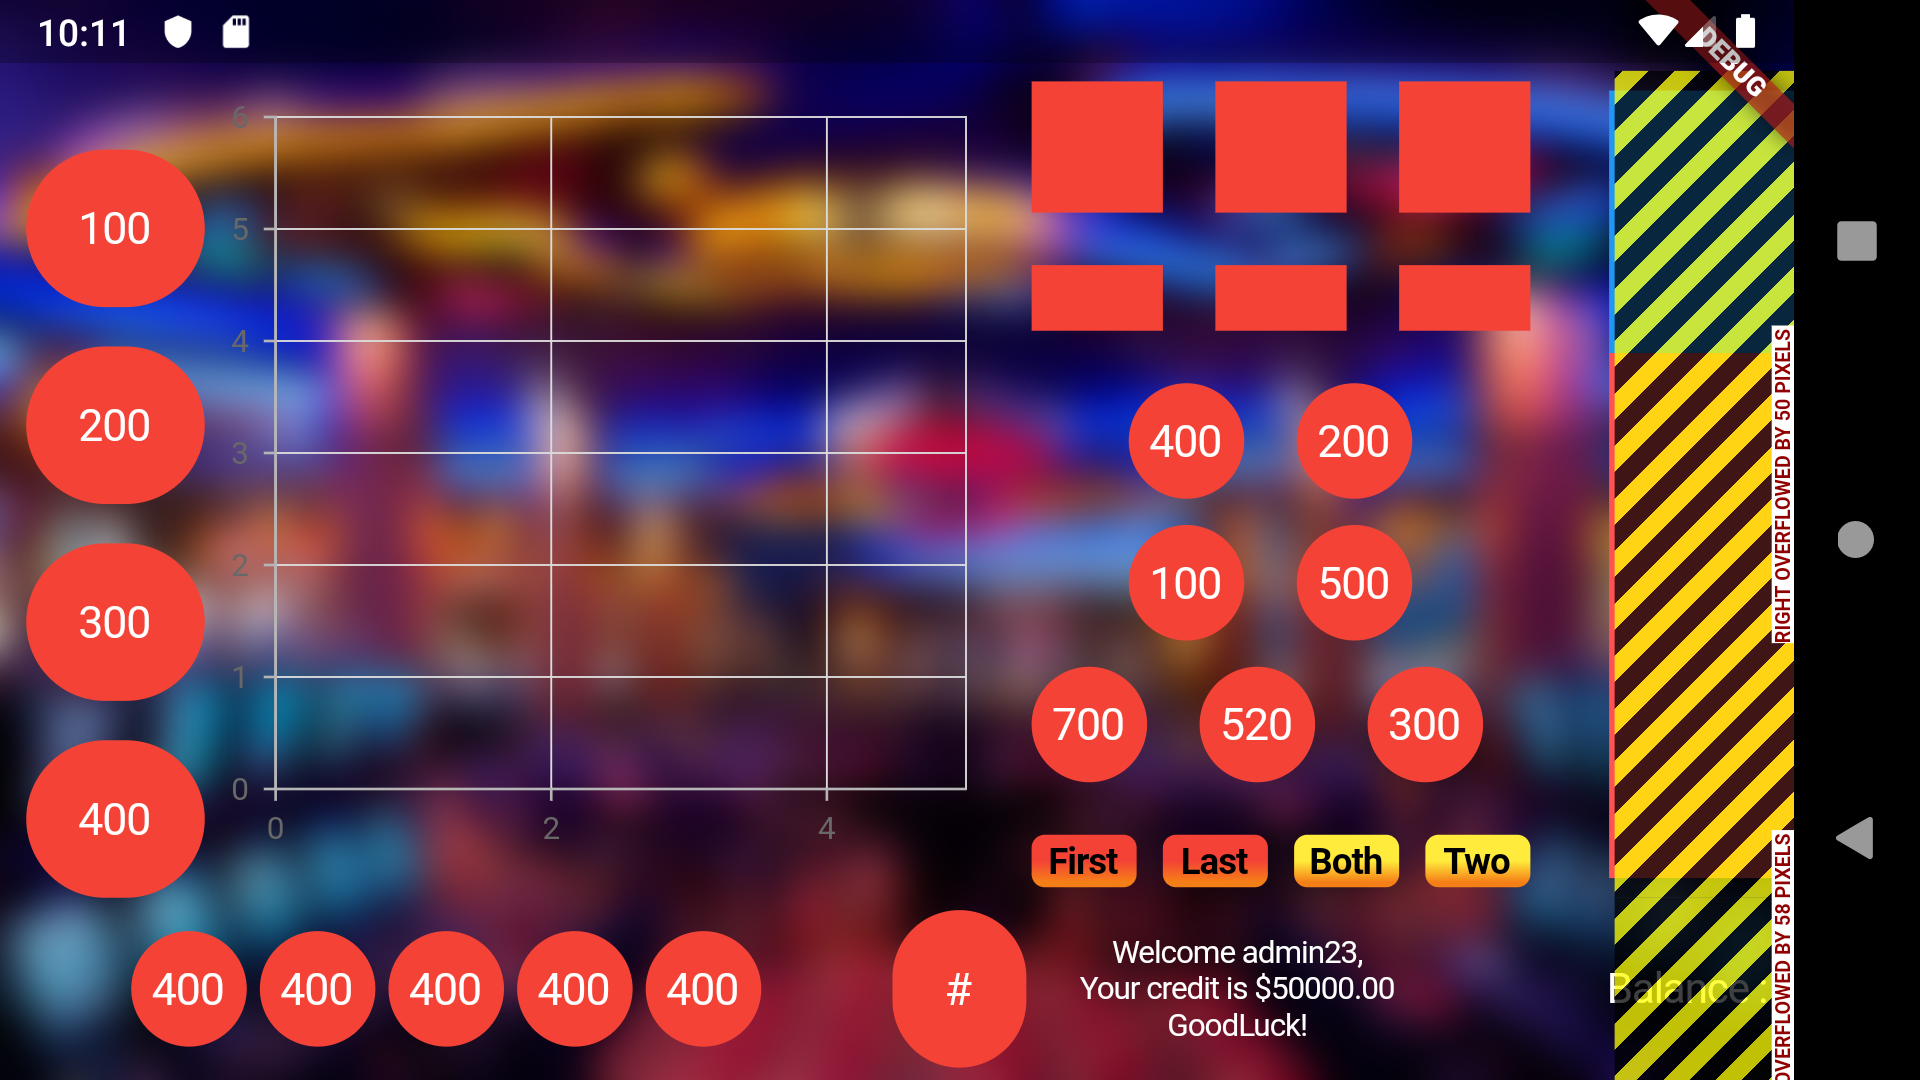 10:11
DEBUG
6
5
4
3
2
1
0
0 2 4
100
200
300
400
400 200
100 500
700 520 300
First Last Both Two
400 400 400 400 400
#
Welcome admin23,
Your credit is $50000.00
GoodLuck!
Balance :
RIGHT OVERFLOWED BY 50 PIXELS
OVERFLOWED BY 58 PIXELS